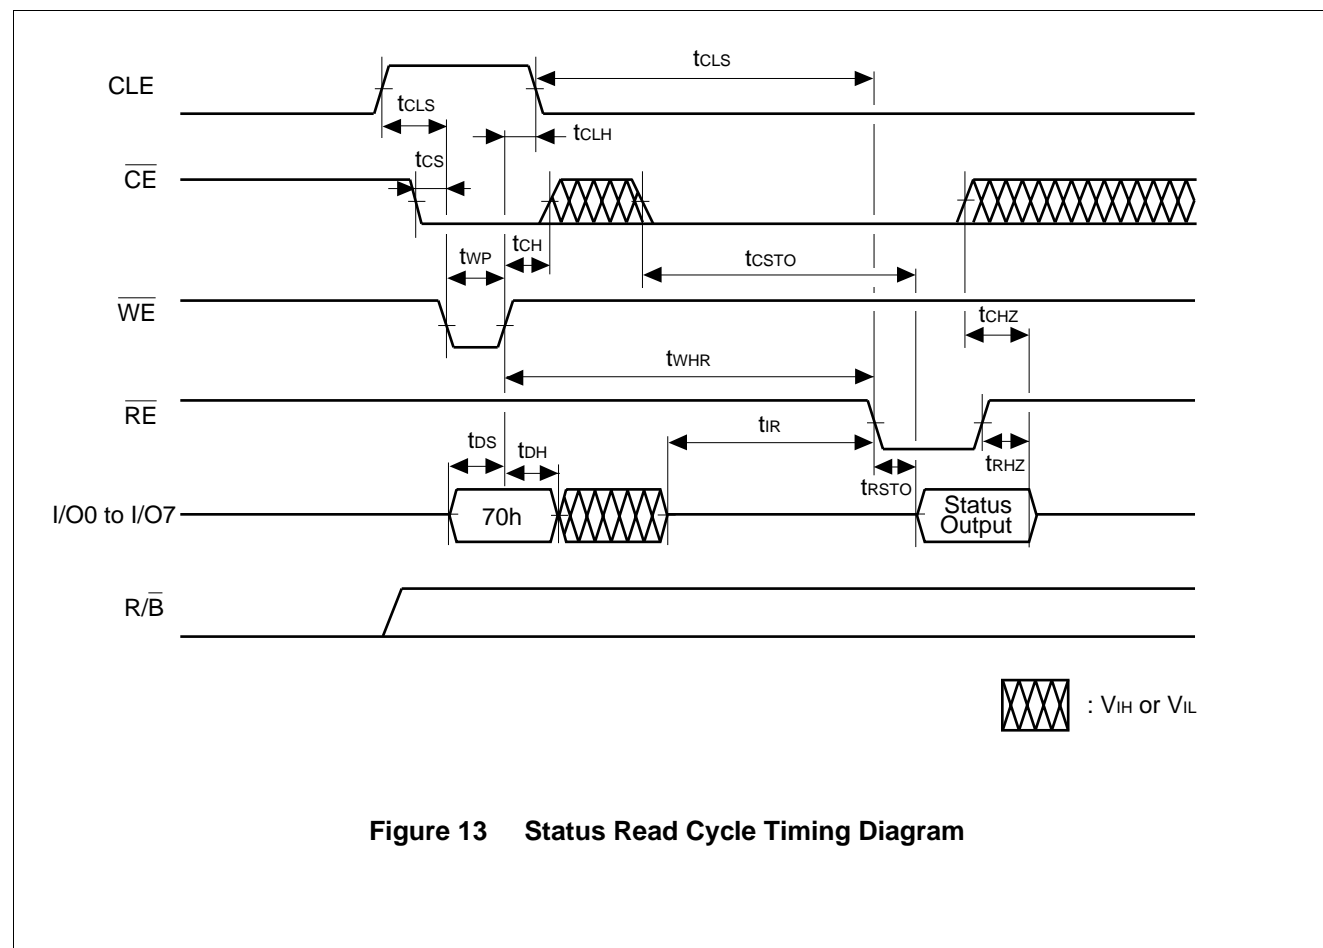 tCLS
CLE
tCLS
tCLH
tCS
CE
tCH
tWP
tCSTO
WE
tCHZ
tWHR
RE
tIR
tDS
tDH
tRHZ
tRSTO
I/O0 to I/O7
70h
Status
Output
R/B
: VIH or VIL
Figure 13 Status Read Cycle Timing Diagram